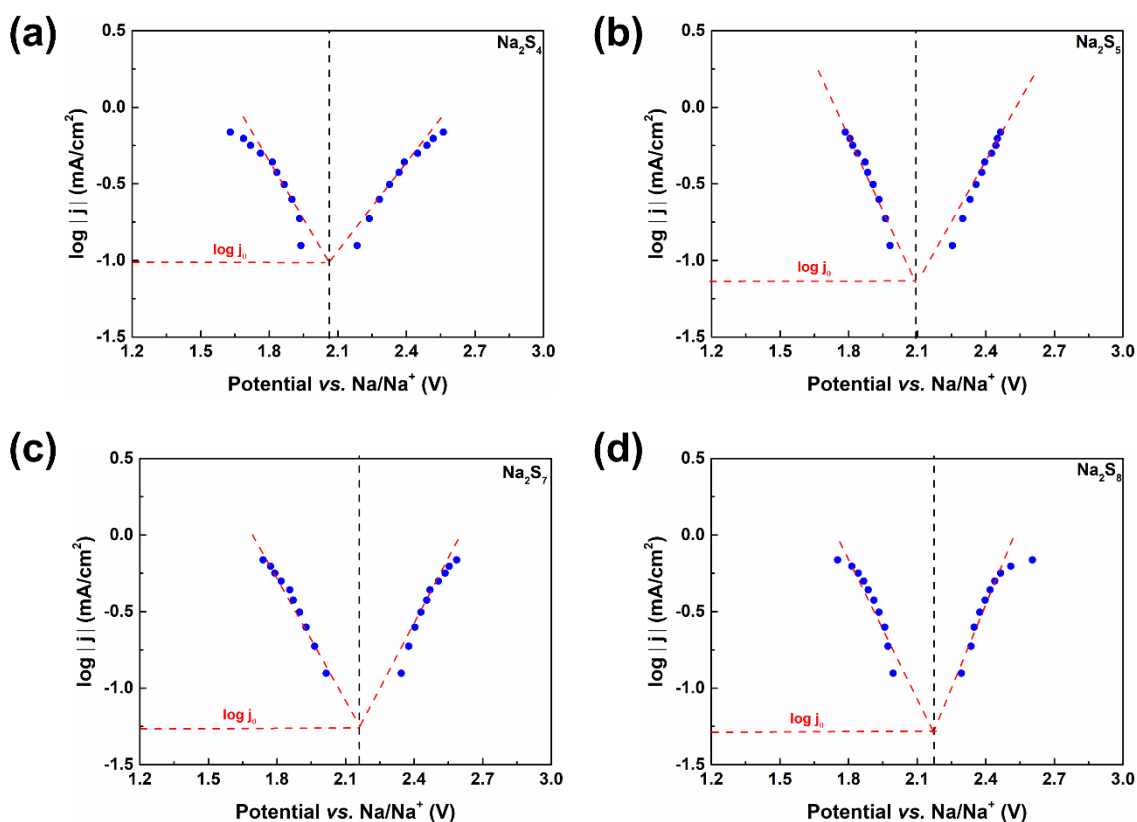 (a)
Na₂S₄
0.5
0.0
-0.5
-1.0
-1.5
log | j | (mA/cm²)
log j₀
1.2 1.5 1.8 2.1 2.4 2.7 3.0
Potential vs. Na/Na⁺ (V)
(b)
Na₂S₅
0.5
0.0
-0.5
-1.0
-1.5
log | j | (mA/cm²)
log j₀
1.2 1.5 1.8 2.1 2.4 2.7 3.0
Potential vs. Na/Na⁺ (V)
(c)
Na₂S₇
0.5
0.0
-0.5
-1.0
-1.5
log | j | (mA/cm²)
log j₀
1.2 1.5 1.8 2.1 2.4 2.7 3.0
Potential vs. Na/Na⁺ (V)
(d)
Na₂S₈
0.5
0.0
-0.5
-1.0
-1.5
log | j | (mA/cm²)
log j₀
1.2 1.5 1.8 2.1 2.4 2.7 3.0
Potential vs. Na/Na⁺ (V)